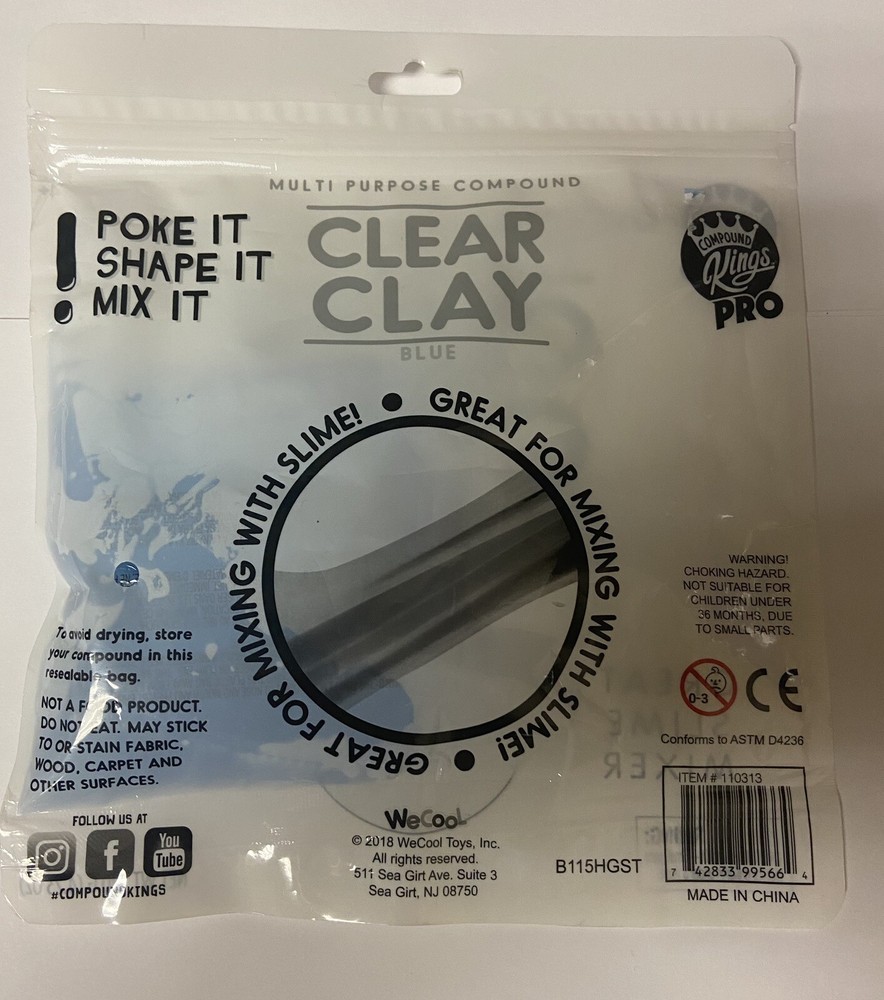 MULTI PURPOSE COMPOUND
CLEAR
CLAY
BLUE
POKE IT
SHAPE IT
MIX IT
COMPOUND
Kings
PRO
GREAT FOR MIXING WITH SLIME!
GREAT FOR MIXING WITH SLIME!
WARNING!
CHOKING HAZARD.
NOT SUITABLE FOR
CHILDREN UNDER
36 MONTHS, DUE
TO SMALL PARTS.
0-3
CE
Conforms to ASTM D4236
To avoid drying, store
your compound in this
resealable bag.
NOT A FOOD PRODUCT.
DO NOT EAT. MAY STICK
TO OR STAIN FABRIC,
WOOD, CARPET AND
OTHER SURFACES.
FOLLOW US AT
f
You
Tube
#COMPOUNDKINGS
WeCool
© 2018 WeCool Toys, Inc.
All rights reserved.
511 Sea Girt Ave. Suite 3
Sea Girt, NJ 08750
B115HGST
ITEM # 110313
7 42833 99566 4
MADE IN CHINA